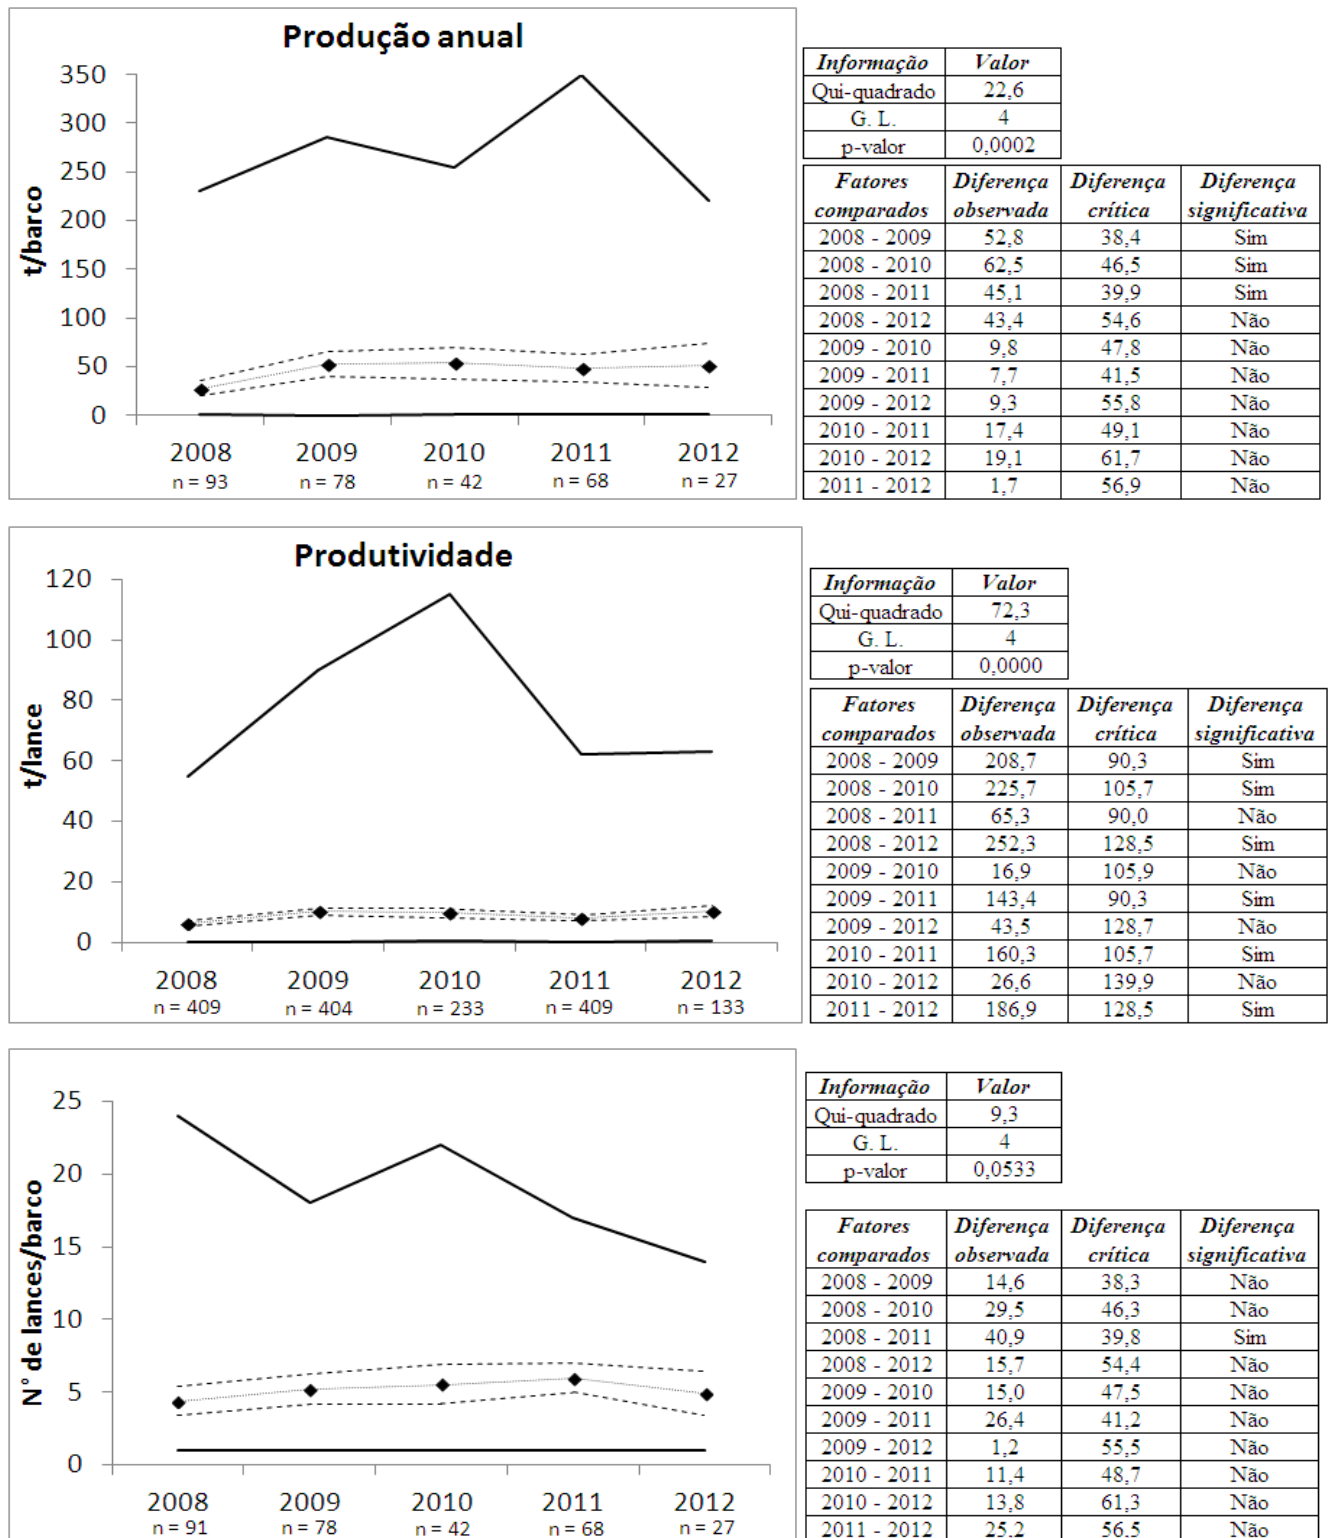 Produção anual
t/barco
350
300
250
200
150
100
50
0
2008 2009 2010 2011 2012
n = 93 n = 78 n = 42 n = 68 n = 27
Informação Valor
Qui-quadrado 22,6
G. L. 4
p-valor 0,0002
Fatores comparados Diferença observada Diferença crítica Diferença significativa
2008 - 2009 52,8 38,4 Sim
2008 - 2010 62,5 46,5 Sim
2008 - 2011 45,1 39,9 Sim
2008 - 2012 43,4 54,6 Não
2009 - 2010 9,8 47,8 Não
2009 - 2011 7,7 41,5 Não
2009 - 2012 9,3 55,8 Não
2010 - 2011 17,4 49,1 Não
2010 - 2012 19,1 61,7 Não
2011 - 2012 1,7 56,9 Não
Produtividade
t/lance
120
100
80
60
40
20
0
2008 2009 2010 2011 2012
n = 409 n = 404 n = 233 n = 409 n = 133
Informação Valor
Qui-quadrado 72,3
G. L. 4
p-valor 0,0000
Fatores comparados Diferença observada Diferença crítica Diferença significativa
2008 - 2009 208,7 90,3 Sim
2008 - 2010 225,7 105,7 Sim
2008 - 2011 65,3 90,0 Não
2008 - 2012 252,3 128,5 Sim
2009 - 2010 16,9 105,9 Não
2009 - 2011 143,4 90,3 Sim
2009 - 2012 43,5 128,7 Não
2010 - 2011 160,3 105,7 Sim
2010 - 2012 26,6 139,9 Não
2011 - 2012 186,9 128,5 Sim
N° de lances/barco
25
20
15
10
5
0
2008 2009 2010 2011 2012
n = 91 n = 78 n = 42 n = 68 n = 27
Informação Valor
Qui-quadrado 9,3
G. L. 4
p-valor 0,0533
Fatores comparados Diferença observada Diferença crítica Diferença significativa
2008 - 2009 14,6 38,3 Não
2008 - 2010 29,5 46,3 Não
2008 - 2011 40,9 39,8 Sim
2008 - 2012 15,7 54,4 Não
2009 - 2010 15,0 47,5 Não
2009 - 2011 26,4 41,2 Não
2009 - 2012 1,2 55,5 Não
2010 - 2011 11,4 48,7 Não
2010 - 2012 13,8 61,3 Não
2011 - 2012 25,2 56,5 Não